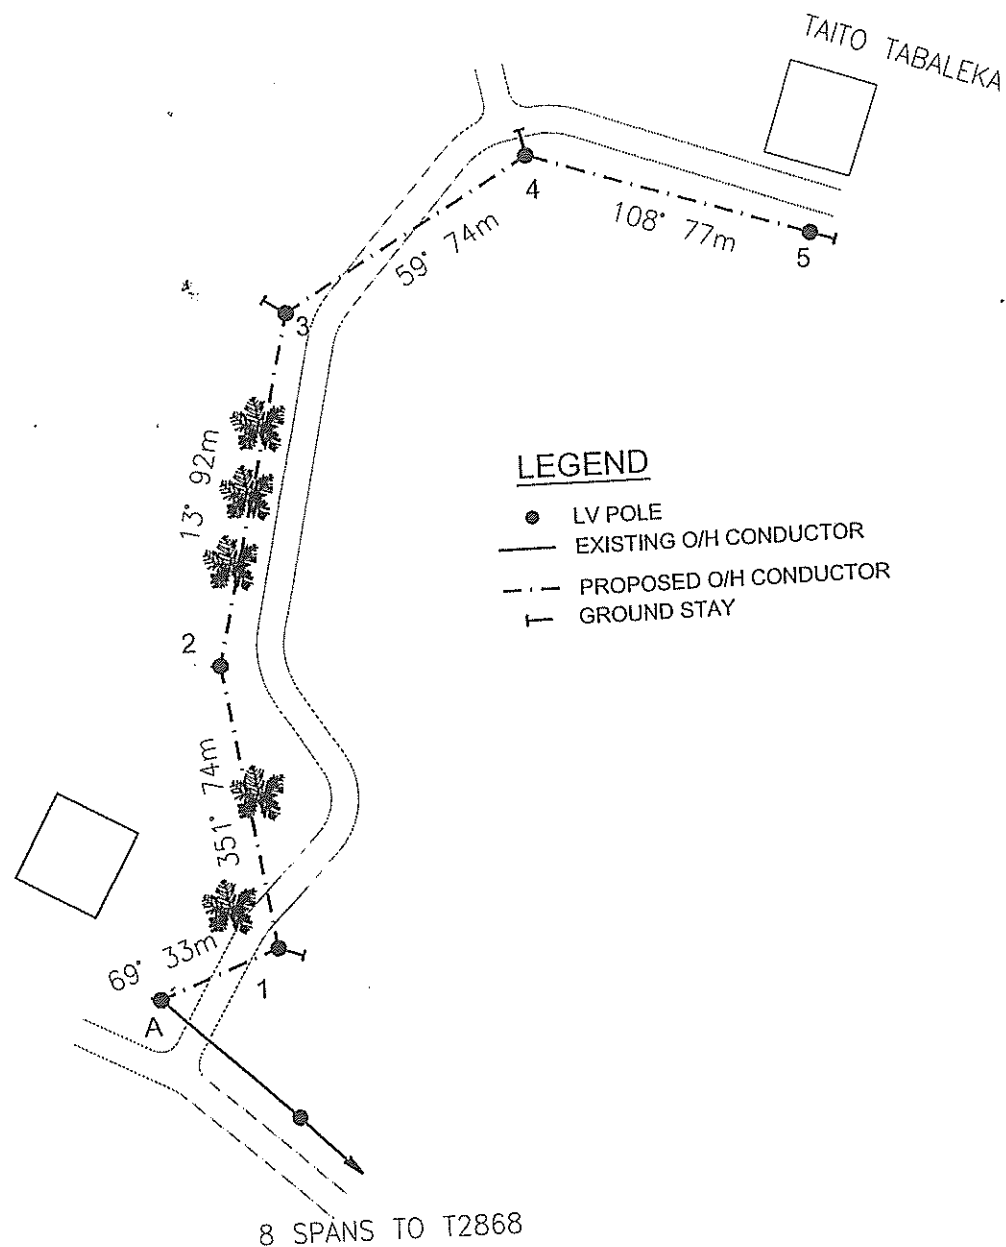 TAITO TABALEKA
4
108° 77m
5
59° 74m
3
13° 92m
LEGEND
LV POLE
EXISTING O/H CONDUCTOR
PROPOSED O/H CONDUCTOR
GROUND STAY
2
351° 74m
69° 33m
1
A
8 SPANS TO T2868